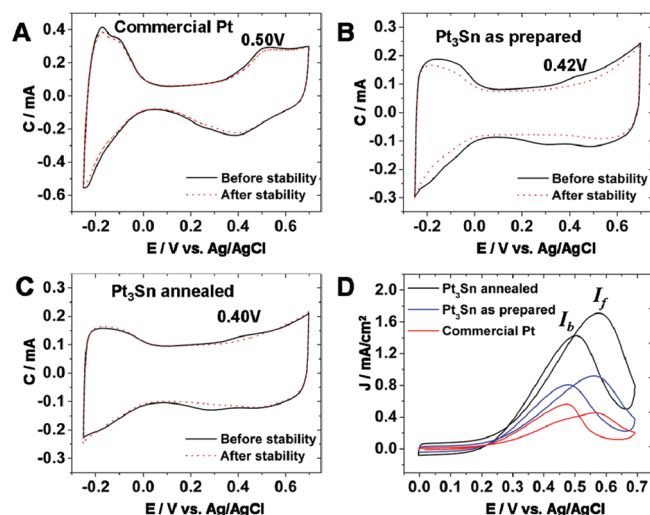 A
Commercial Pt
0.50V
0.4
0.2
0.0
0.2
-0.4
-0.6
C / mA
Before stability
After stability
-0.2 0.0 0.2 0.4 0.6
E / V vs. Ag/AgCl
B
Pt3Sn as prepared
0.42V
0.3
0.2
0.1
0.0
0.1
0.2
-0.3
C / mA
Before stability
After stability
-0.2 0.0 0.2 0.4 0.6
E / V vs. Ag/AgCl
C
Pt3Sn annealed
0.40V
0.3
0.2
0.1
0.0
0.1
0.2
-0.3
C / mA
Before stability
After stability
-0.2 0.0 0.2 0.4 0.6
E / V vs. Ag/AgCl
D
Pt3Sn annealed
Pt3Sn as prepared
Commercial Pt
Ib
If
2.0
1.6
1.2
0.8
0.4
0.0
J / mA/cm2
0.0 0.1 0.2 0.3 0.4 0.5 0.6 0.7
E / V vs. Ag/AgCl